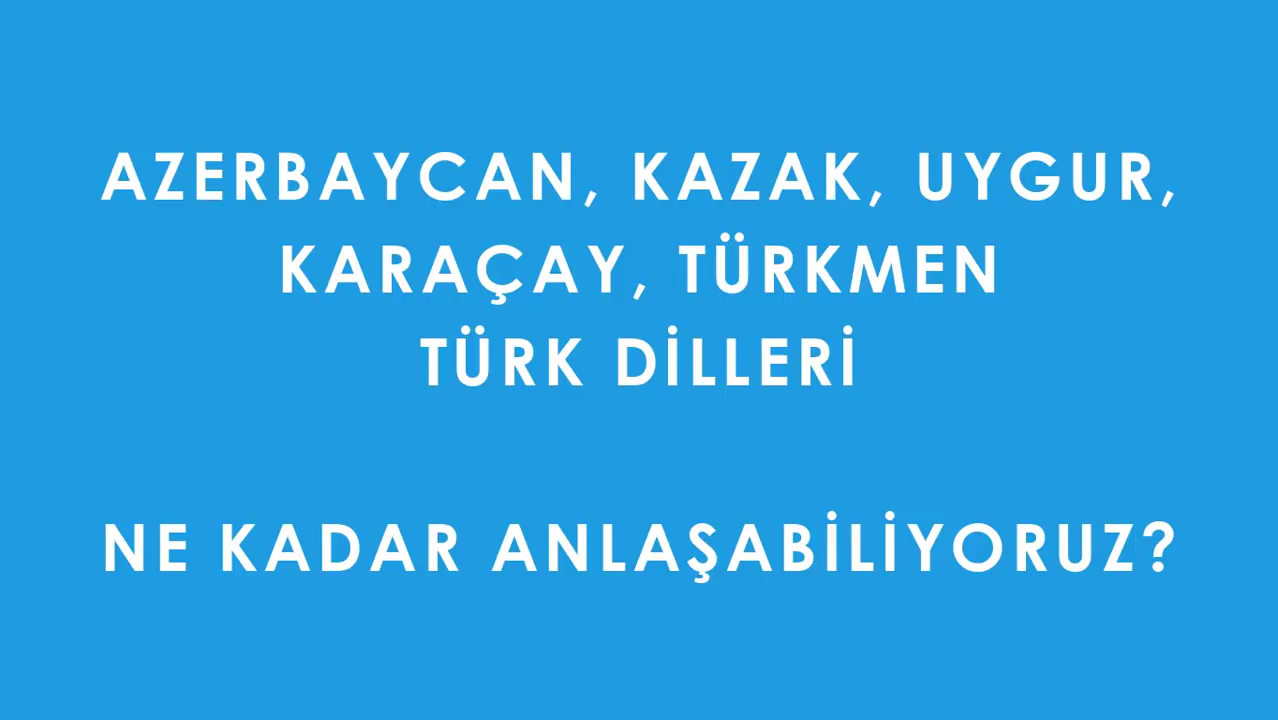 AZERBAYCAN, KAZAK, UYGUR,
KARAÇAY, TÜRKMEN
TÜRK DİLLERİ
NE KADAR ANLAŞABİLİYORUZ?